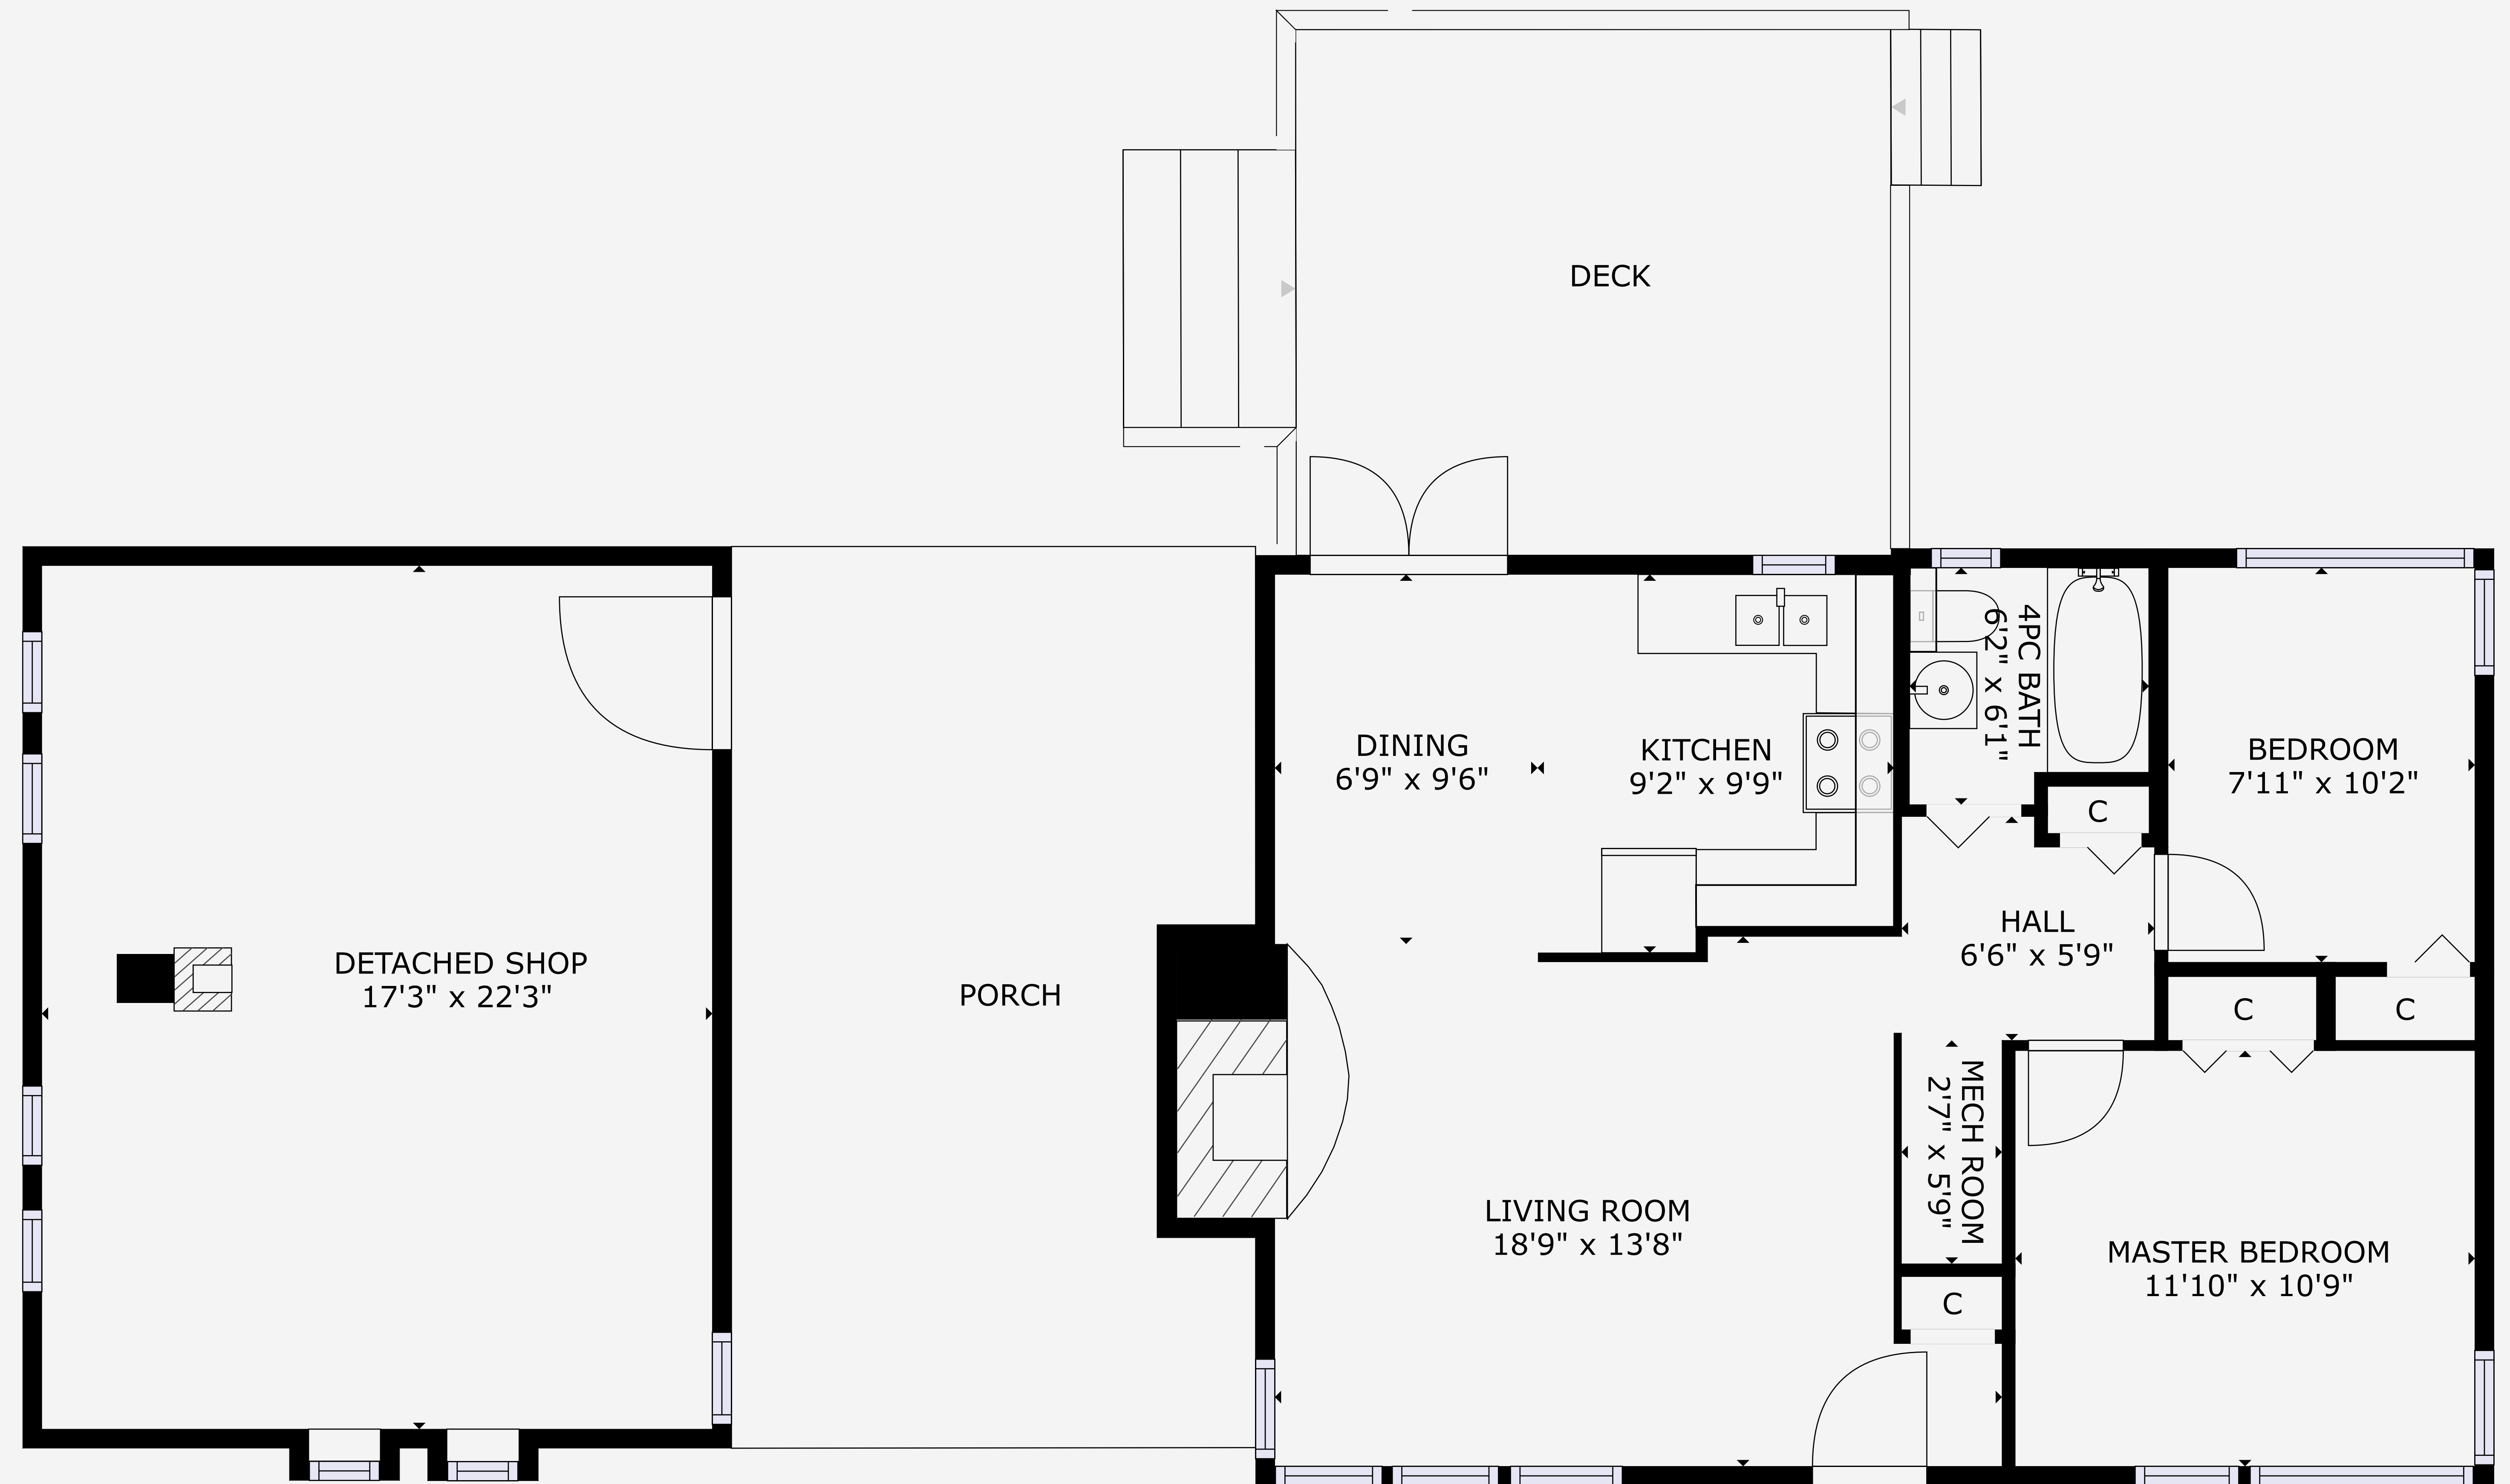 DECK
DINING
6'9" x 9'6"
KITCHEN
9'2" x 9'9"
4PC BATH
6'2" x 6'1"
BEDROOM
7'11" x 10'2"
C
HALL
6'6" x 5'9"
DETACHED SHOP
17'3" x 22'3"
PORCH
C
C
MECH ROOM
2'7" x 5'9"
LIVING ROOM
18'9" x 13'8"
MASTER BEDROOM
11'10" x 10'9"
C